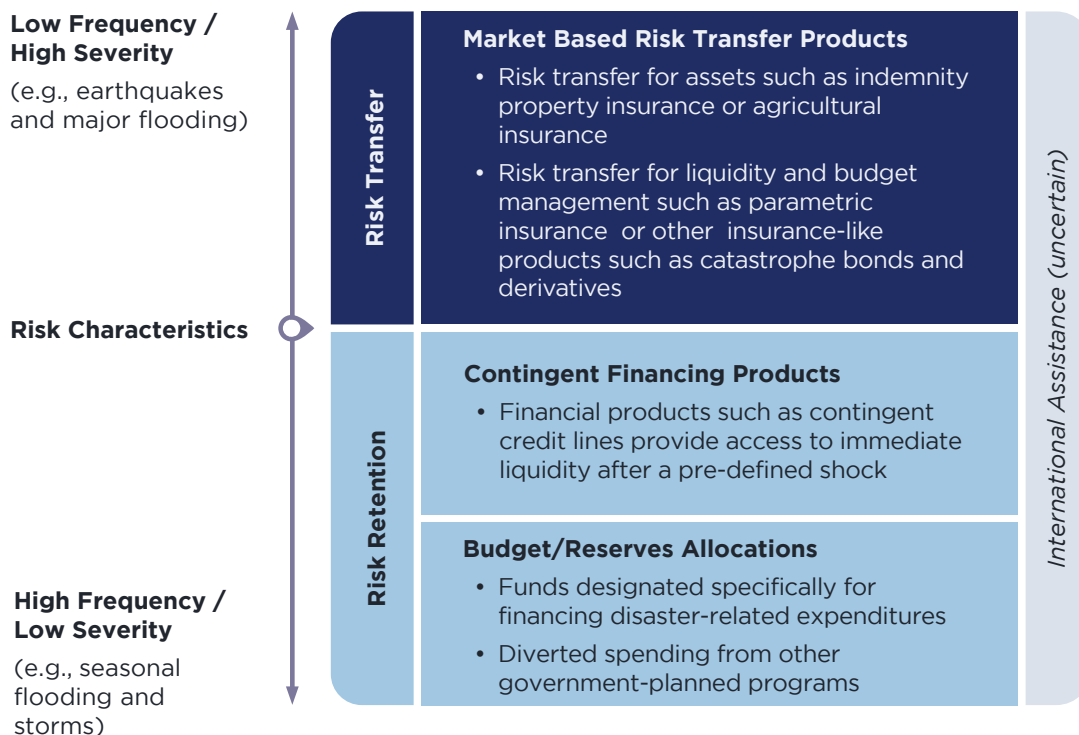 Low Frequency /
High Severity
(e.g., earthquakes
and major flooding)
Risk Characteristics
High Frequency /
Low Severity
(e.g., seasonal
flooding and
storms)
Risk Transfer
Market Based Risk Transfer Products
• Risk transfer for assets such as indemnity
property insurance or agricultural
insurance
• Risk transfer for liquidity and budget
management such as parametric
insurance or other insurance-like
products such as catastrophe bonds and
derivatives
Risk Retention
Contingent Financing Products
• Financial products such as contingent
credit lines provide access to immediate
liquidity after a pre-defined shock
Budget/Reserves Allocations
• Funds designated specifically for
financing disaster-related expenditures
• Diverted spending from other
government-planned programs
International Assistance (uncertain)